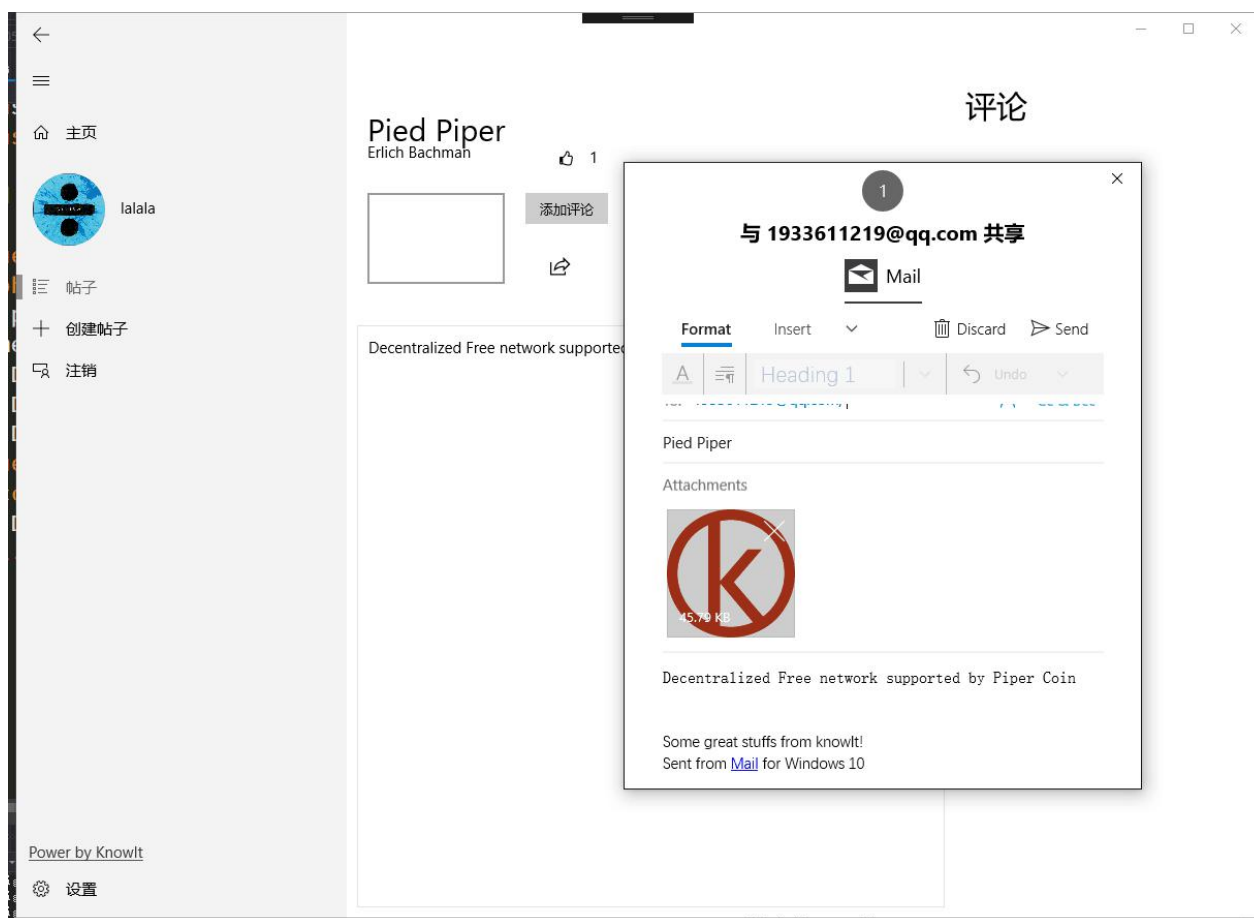 主页
lalala
帖子
创建帖子
注销
Power by KnowIt
设置
Pied Piper
Erlich Bachman
1
添加评论
Decentralized Free network supported
评论
1
与 1933611219@qq.com 共享
Mail
Format Insert Discard Send
A Heading 1 Undo
Pied Piper
Attachments
k
45.79 KB
Decentralized Free network supported by Piper Coin
Some great stuffs from knowIt!
Sent from Mail for Windows 10